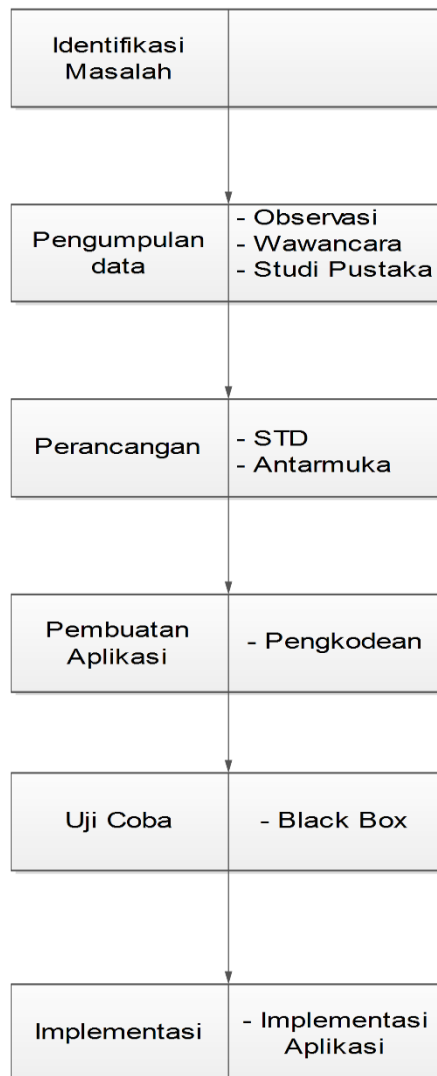 Identifikasi
Masalah
Pengumpulan
data
- Observasi
- Wawancara
- Studi Pustaka
Perancangan
- STD
- Antarmuka
Pembuatan
Aplikasi
- Pengkodean
Uji Coba
- Black Box
Implementasi
- Implementasi
Aplikasi